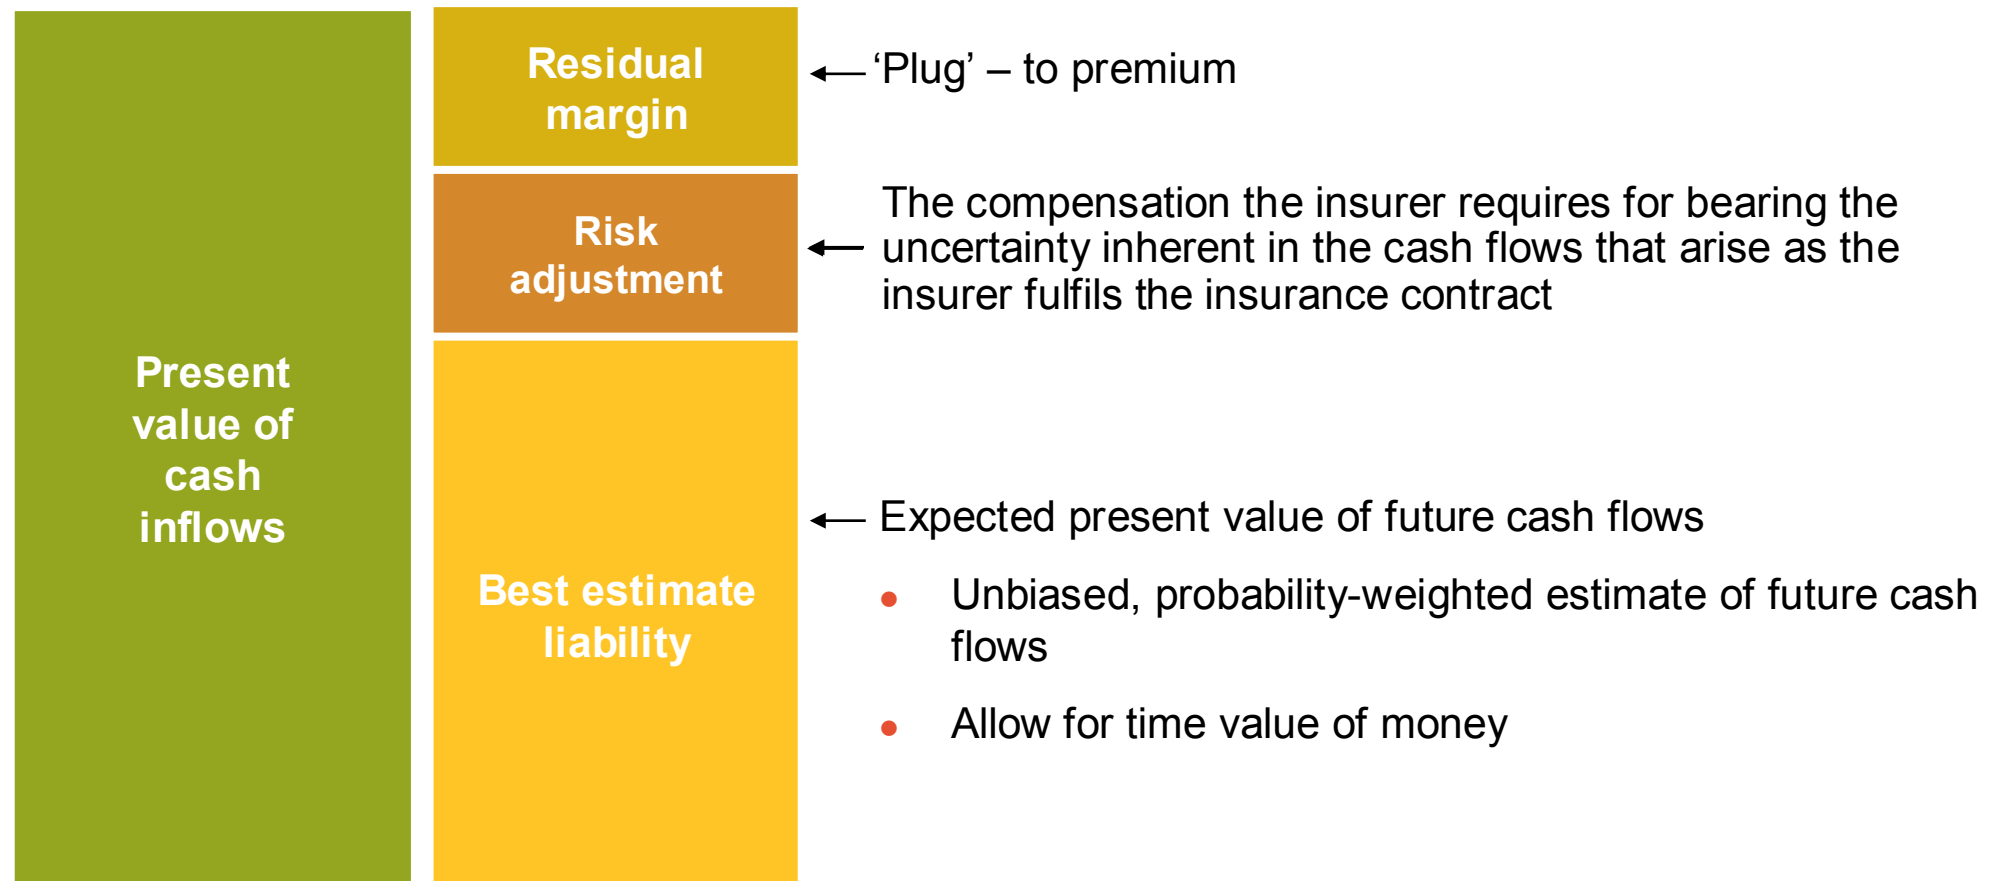 Present
value of
cash
inflows
Residual
margin
‘Plug’ – to premium
Risk
adjustment
The compensation the insurer requires for bearing the
uncertainty inherent in the cash flows that arise as the
insurer fulfils the insurance contract
Best estimate
liability
Expected present value of future cash flows
● Unbiased, probability-weighted estimate of future cash
flows
● Allow for time value of money